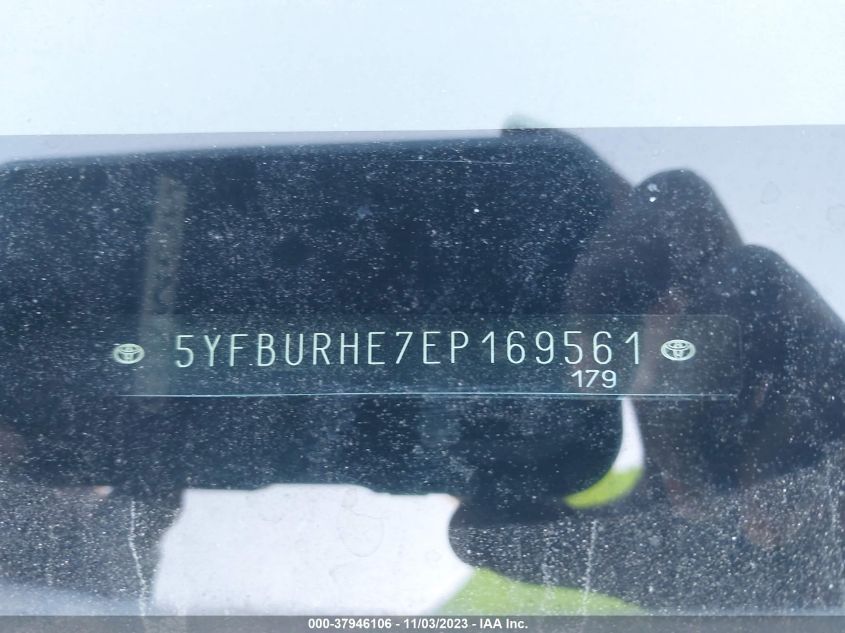 5YFBURHE7EP169561
179
000-37946106 - 11/03/2023 - IAA Inc.